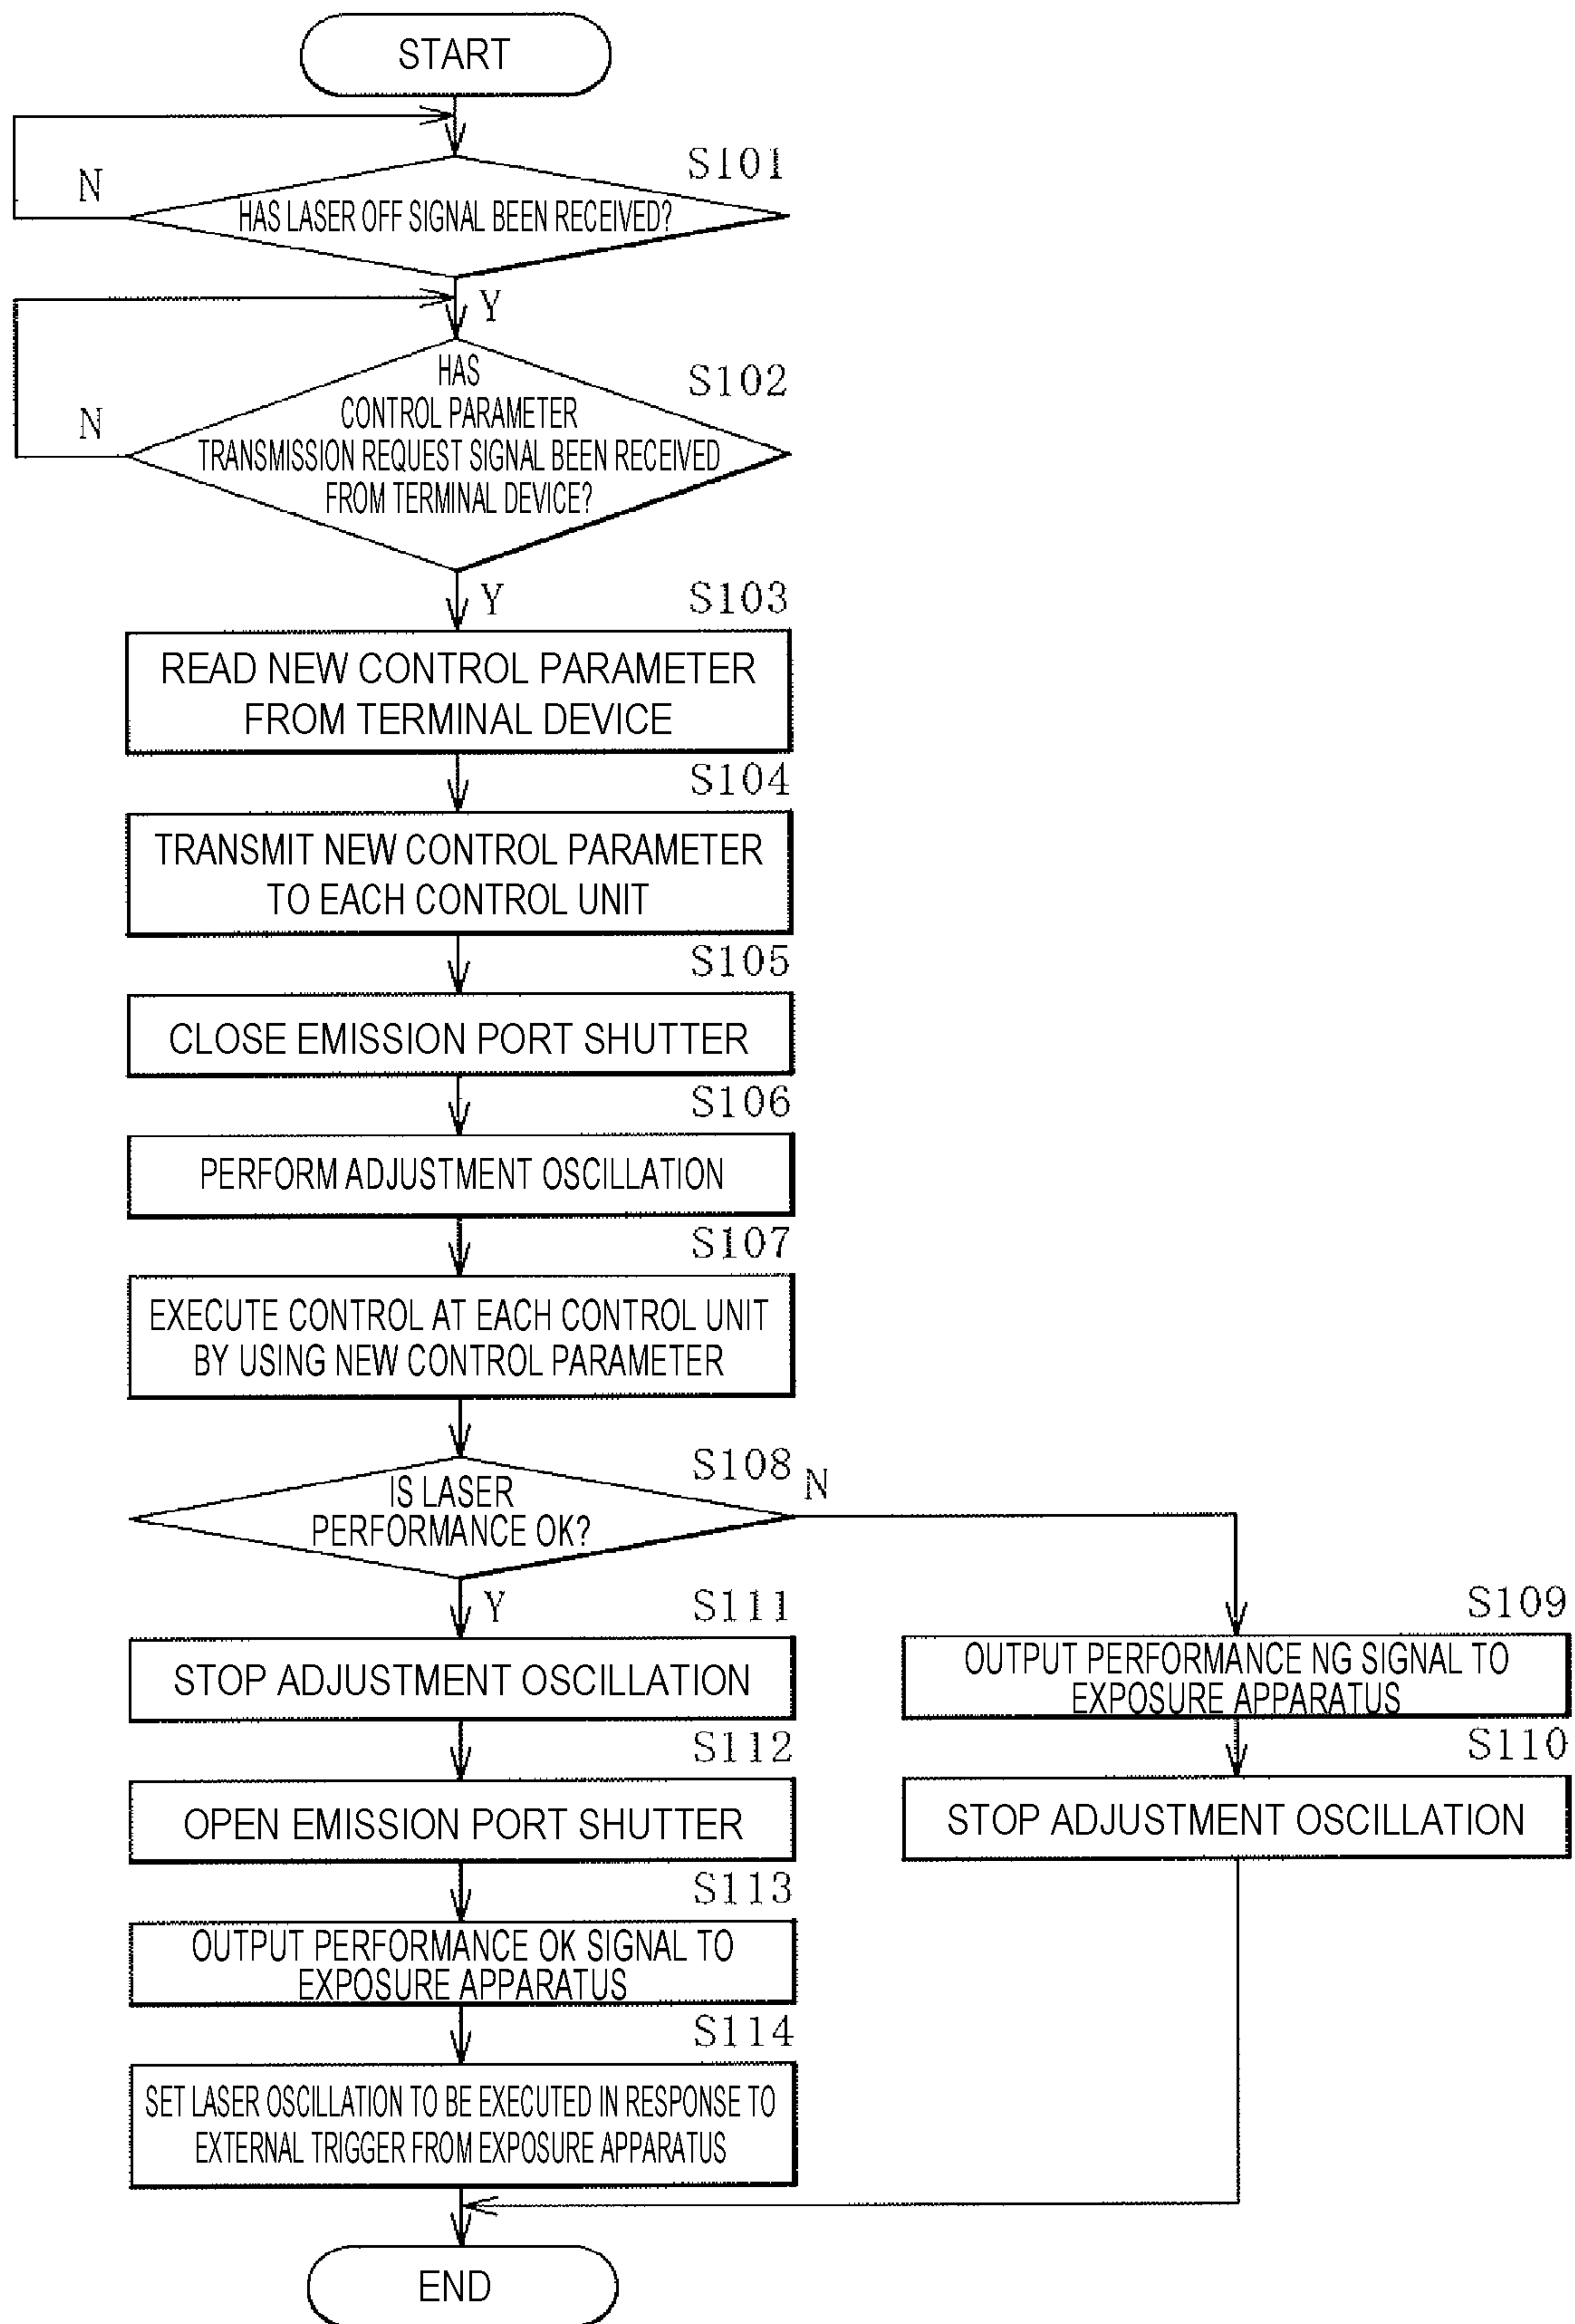 START
S101
N
HAS LASER OFF SIGNAL BEEN RECEIVED?
Y
S102
HAS
CONTROL PARAMETER
N
TRANSMISSION REQUEST SIGNAL BEEN RECEIVED
FROM TERMINAL DEVICE?
Y
S103
READ NEW CONTROL PARAMETER
FROM TERMINAL DEVICE
S104
TRANSMIT NEW CONTROL PARAMETER
TO EACH CONTROL UNIT
S105
CLOSE EMISSION PORT SHUTTER
S106
PERFORM ADJUSTMENT OSCILLATION
S107
EXECUTE CONTROL AT EACH CONTROL UNIT
BY USING NEW CONTROL PARAMETER
S108
N
IS LASER
PERFORMANCE OK?
Y
S111
STOP ADJUSTMENT OSCILLATION
S112
OPEN EMISSION PORT SHUTTER
S113
OUTPUT PERFORMANCE OK SIGNAL TO
EXPOSURE APPARATUS
S114
SET LASER OSCILLATION TO BE EXECUTED IN RESPONSE TO
EXTERNAL TRIGGER FROM EXPOSURE APPARATUS
S109
OUTPUT PERFORMANCE NG SIGNAL TO
EXPOSURE APPARATUS
S110
STOP ADJUSTMENT OSCILLATION
END